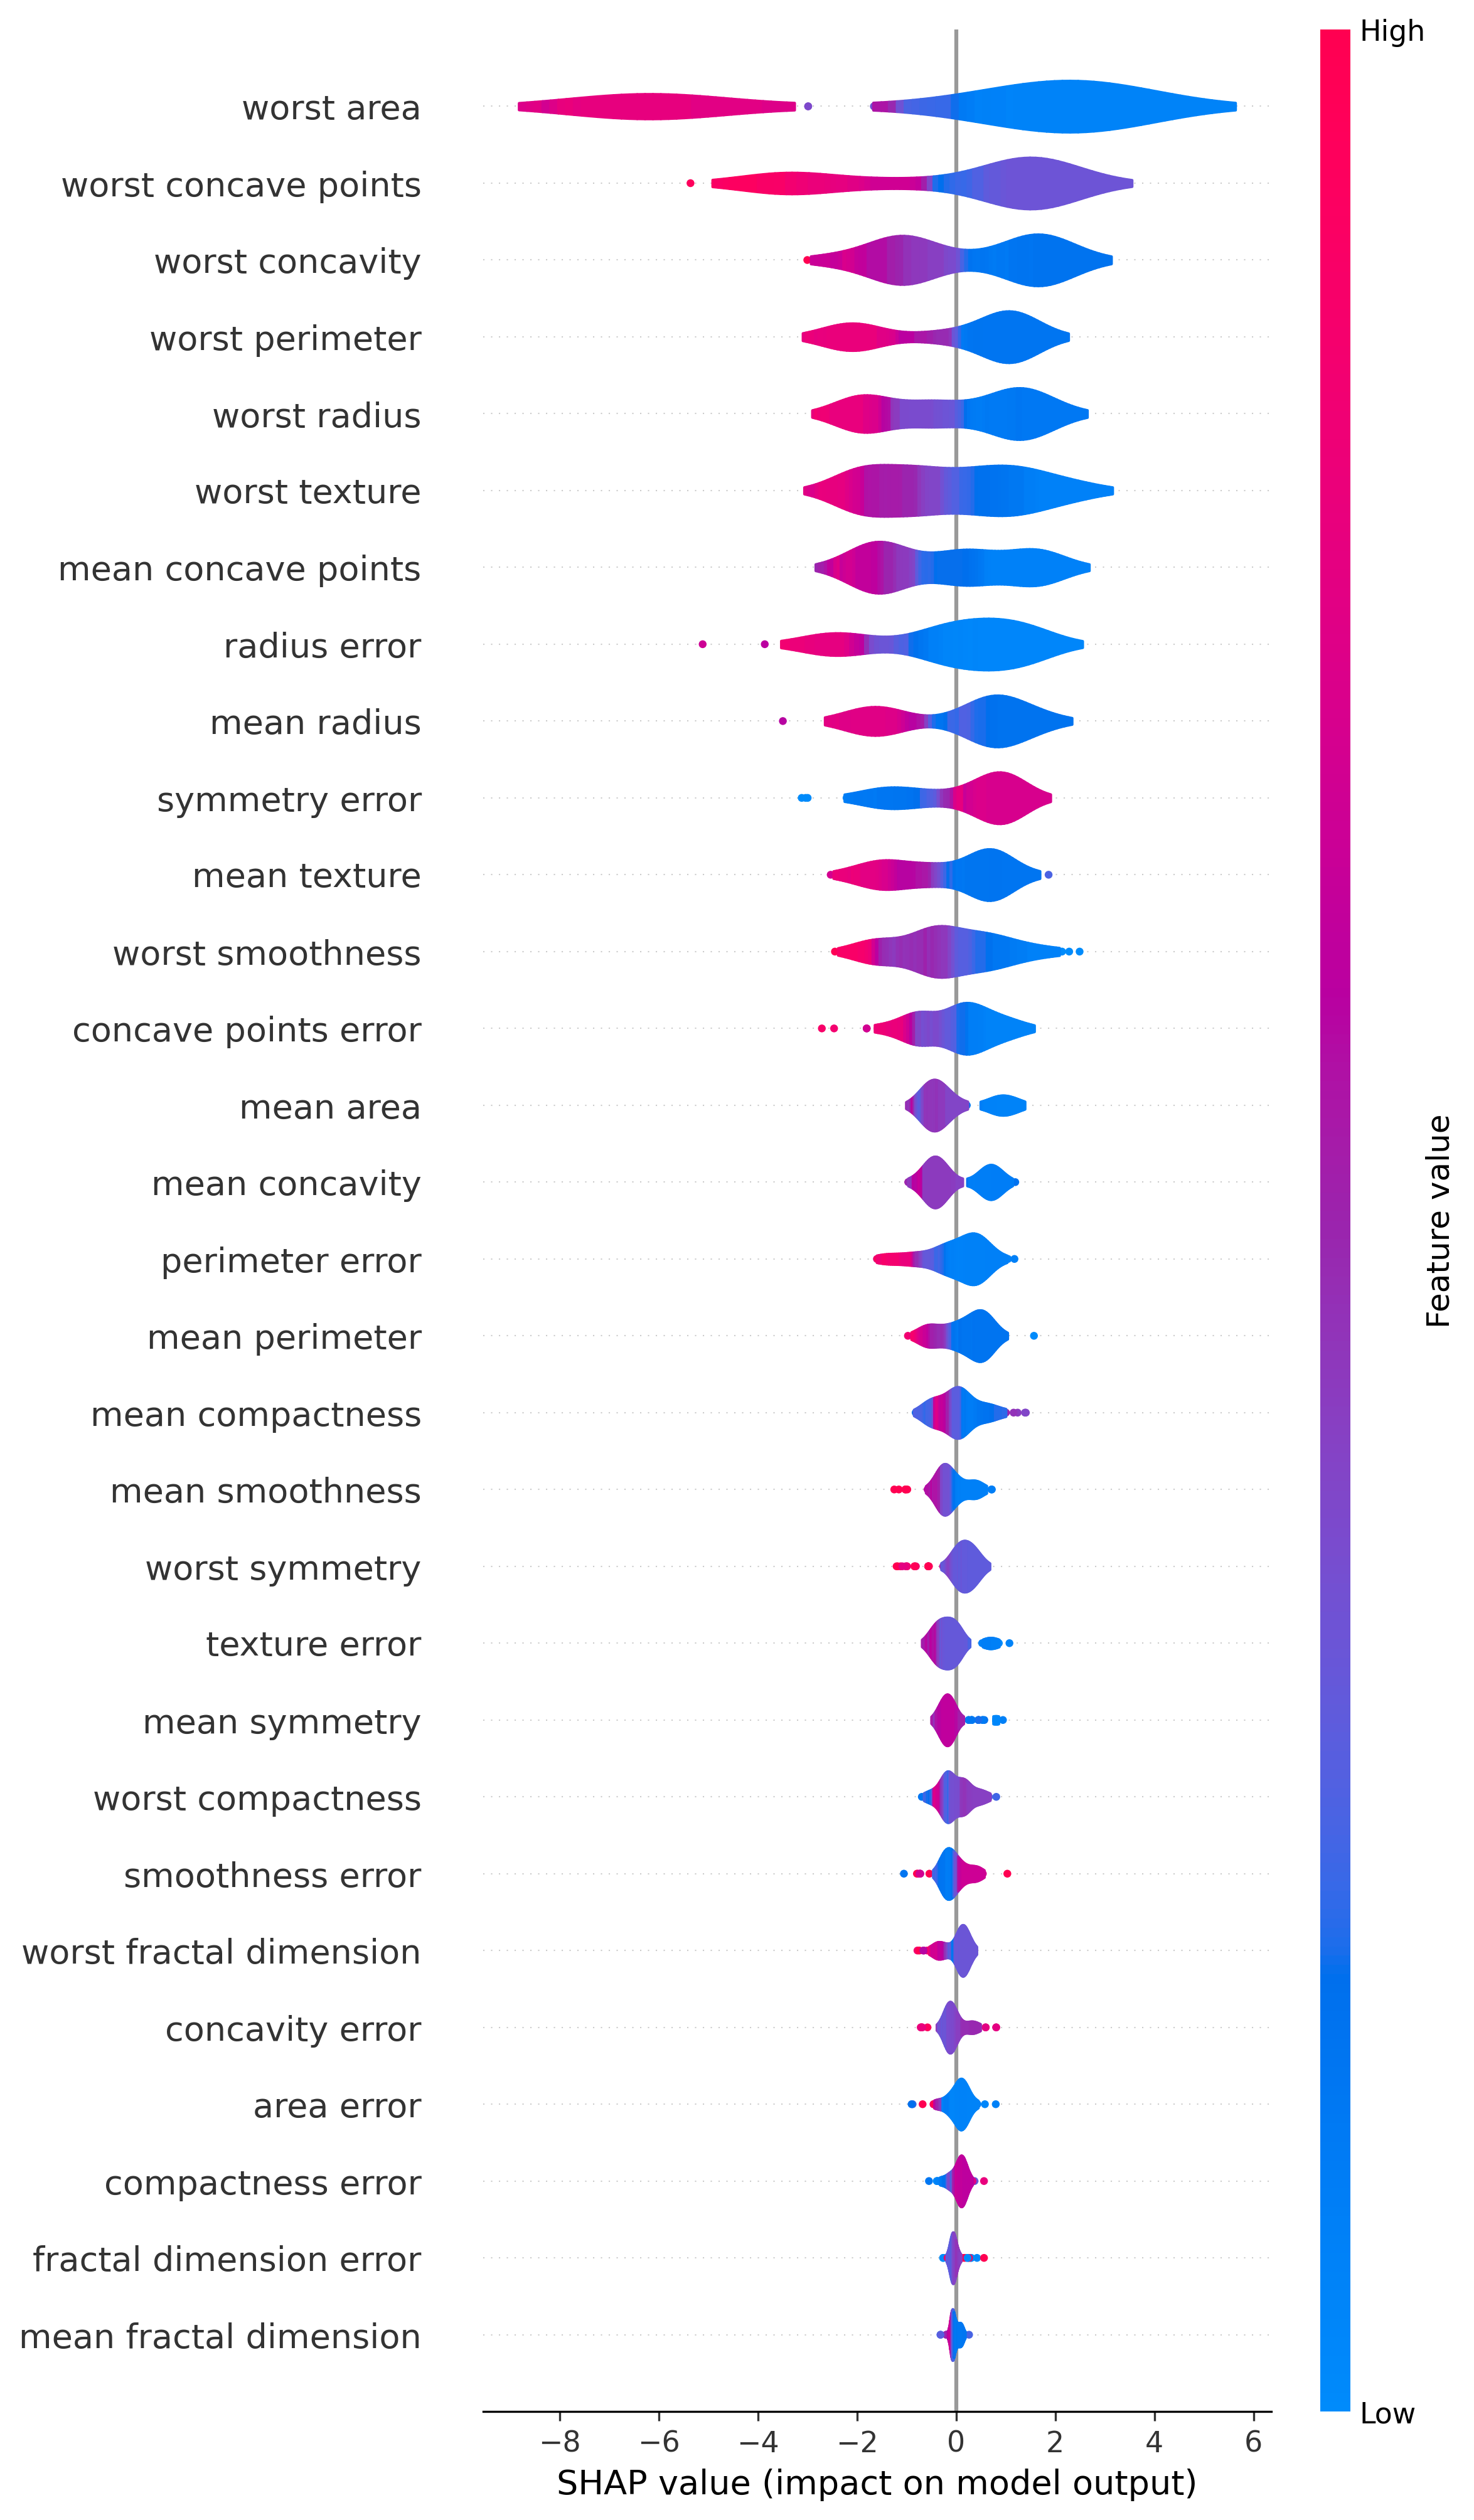 High
worst area
worst concave points
worst concavity
worst perimeter
worst radius
worst texture
mean concave points
radius error
mean radius
symmetry error
mean texture
worst smoothness
concave points error
mean area
mean concavity
perimeter error
mean perimeter
mean compactness
mean smoothness
worst symmetry
texture error
mean symmetry
worst compactness
smoothness error
worst fractal dimension
concavity error
area error
compactness error
fractal dimension error
mean fractal dimension
Feature value
Low
−8 −6 −4 −2 0 2 4 6
SHAP value (impact on model output)